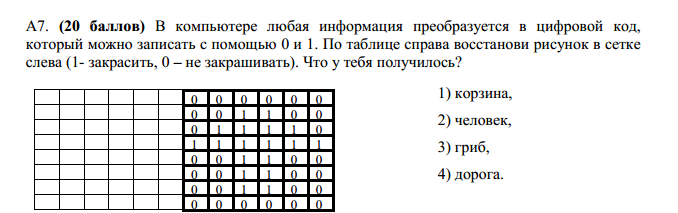 А7. (20 баллов) В компьютере любая информация преобразуется в цифровой код,
который можно записать с помощью 0 и 1. По таблице справа восстанови рисунок в сетке
слева (1- закрасить, 0 – не закрашивать). Что у тебя получилось?
0 0 0 0 0 0
0 0 1 1 0 0
0 1 1 1 1 0
1 1 1 1 1 1
0 0 1 1 0 0
0 0 1 1 0 0
0 0 1 1 0 0
0 0 0 0 0 0
1) корзина,
2) человек,
3) гриб,
4) дорога.